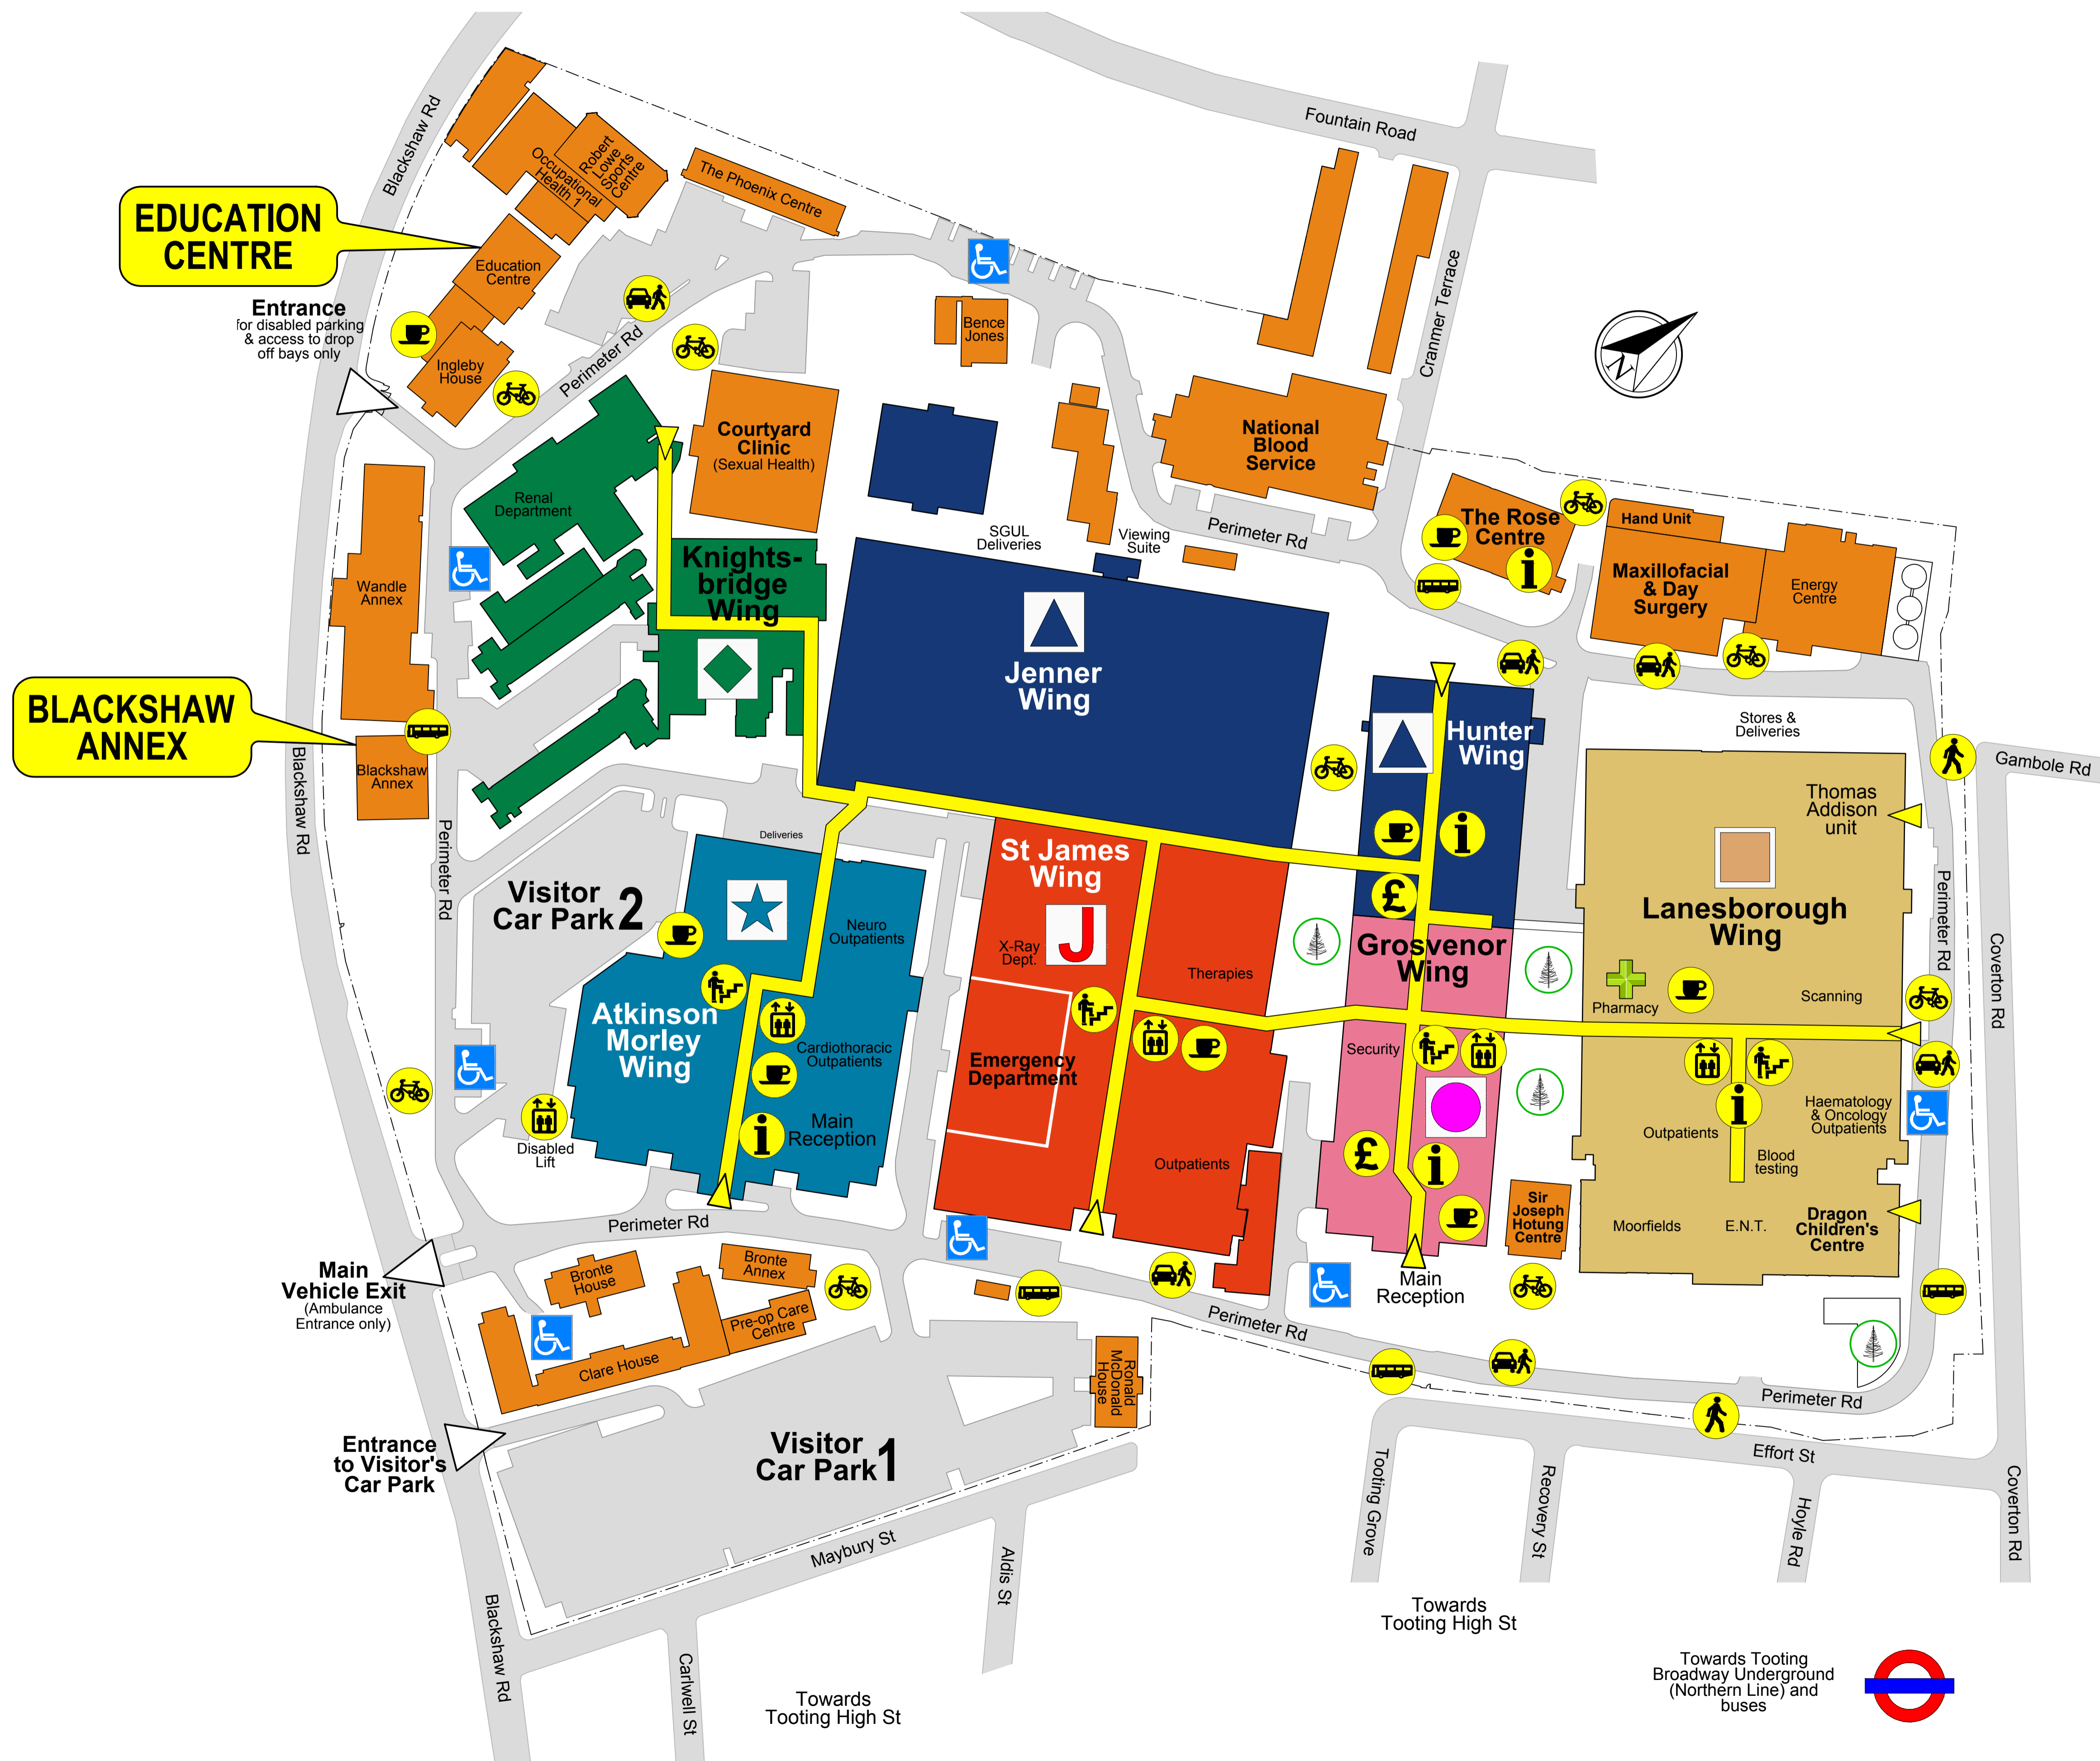 Fountain Road
Blackshaw Rd
Robert
Lowe
Sports
Centre
Occupational
Health 1
The Phoenix Centre
EDUCATION
CENTRE
Education
Centre
Cranmer Terrace
Entrance
for disabled parking
& access to drop
off bays only
Bence
Jones
Ingleby
House
Perimeter Rd
N
Courtyard
Clinic
(Sexual Health)
National
Blood
Service
Renal
Department
SGUL
Deliveries
Viewing
Suite
Perimeter Rd
The Rose
Centre
i
Hand Unit
Maxillofacial
& Day
Surgery
Energy
Centre
Wandle
Annex
Knights-
bridge
Wing
Jenner
Wing
BLACKSHAW
ANNEX
Blackshaw
Annex
Blackshaw Rd
Hunter
Wing
i
£
Stores &
Deliveries
Gambole Rd
Thomas
Addison
unit
Perimeter Rd
Deliveries
Visitor
Car Park 2
Neuro
Outpatients
St James
Wing
X-Ray
Dept.
J
Therapies
Grosvenor
Wing
Lanesborough
Wing
Pharmacy
Scanning
Perimeter Rd
Coverton Rd
Atkinson
Morley
Wing
Cardiothoracic
Outpatients
Emergency
Department
Security
i
Main
Reception
Disabled
Lift
Outpatients
£
i
Outpatients
i
Haematology
& Oncology
Outpatients
Blood
testing
Sir
Joseph
Hotung
Centre
Moorfields
E.N.T.
Dragon
Children's
Centre
Perimeter Rd
Main
Vehicle Exit
(Ambulance
Entrance only)
Bronte
House
Bronte
Annex
Pre-op Care
Centre
Clare House
Main
Reception
Perimeter Rd
Ronald
McDonald
House
Perimeter Rd
Entrance
to Visitor's
Car Park
Visitor
Car Park 1
Effort St
Tooting Grove
Recovery St
Hoyle Rd
Coverton Rd
Maybury St
Aldis St
Blackshaw Rd
Carlwell St
Towards
Tooting High St
Towards
Tooting High St
Towards Tooting
Broadway Underground
(Northern Line) and
buses